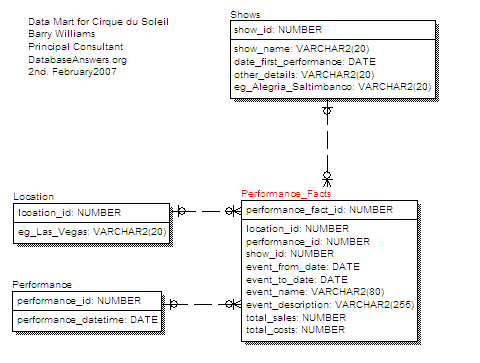 Data Mart for Cirque du Soleil
Barry Williams
Principal Consultant
DatabaseAnswers.org
2nd. February2007
Shows
show_id: NUMBER
show_name: VARCHAR2(20)
date_first_performance: DATE
other_details: VARCHAR2(20)
eg_Alegria_Saltimbanco: VARCHAR2(20)
Location
location_id: NUMBER
eg_Las_Vegas: VARCHAR2(20)
Performance
performance_id: NUMBER
performance_datetime: DATE
Performance_Facts
performance_fact_id: NUMBER
location_id: NUMBER
performance_id: NUMBER
show_id: NUMBER
event_from_date: DATE
event_to_date: DATE
event_name: VARCHAR2(80)
event_description: VARCHAR2(255)
total_sales: NUMBER
total_costs: NUMBER